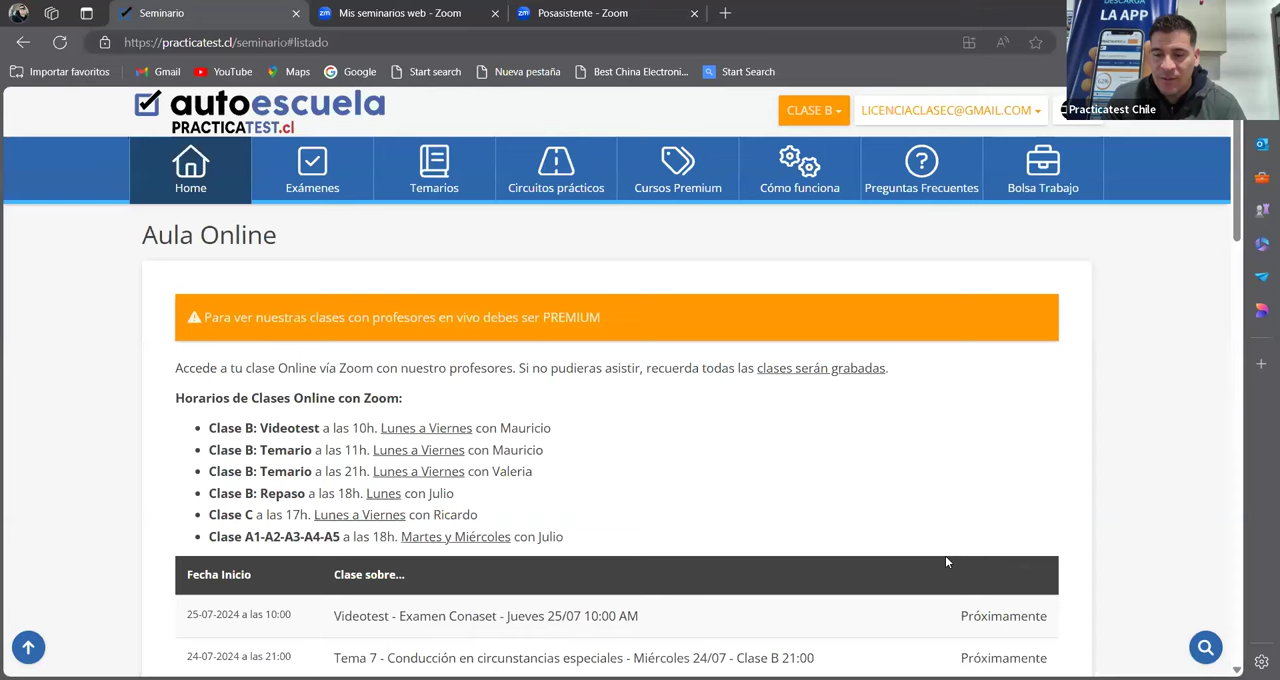 Seminario
Mis seminarios web - Zoom
Posasistente - Zoom
https://practicatest.cl/seminario#listado
Importar favoritos
Gmail
YouTube
Maps
Google
Start search
Nueva pestaña
Best China Electroni...
Start Search
DESCARGA
LA APP
62%
Practicatest Chile
autoescuela
PRACTICATEST.cl
CLASE B
LICENCIACLASEC@GMAIL.COM
Home
Exámenes
Temarios
Circuitos prácticos
Cursos Premium
Cómo funciona
Preguntas Frecuentes
Bolsa Trabajo
Aula Online
Para ver nuestras clases con profesores en vivo debes ser PREMIUM
Accede a tu clase Online vía Zoom con nuestro profesores. Si no pudieras asistir, recuerda todas las clases serán grabadas.
Horarios de Clases Online con Zoom:
Clase B: Videotest a las 10h. Lunes a Viernes con Mauricio
Clase B: Temario a las 11h. Lunes a Viernes con Mauricio
Clase B: Temario a las 21h. Lunes a Viernes con Valeria
Clase B: Repaso a las 18h. Lunes con Julio
Clase C a las 17h. Lunes a Viernes con Ricardo
Clase A1-A2-A3-A4-A5 a las 18h. Martes y Miércoles con Julio
Fecha Inicio Clase sobre...
25-07-2024 a las 10:00 Videotest - Examen Conaset - Jueves 25/07 10:00 AM Próximamente
24-07-2024 a las 21:00 Tema 7 - Conducción en circunstancias especiales - Miércoles 24/07 - Clase B 21:00 Próximamente